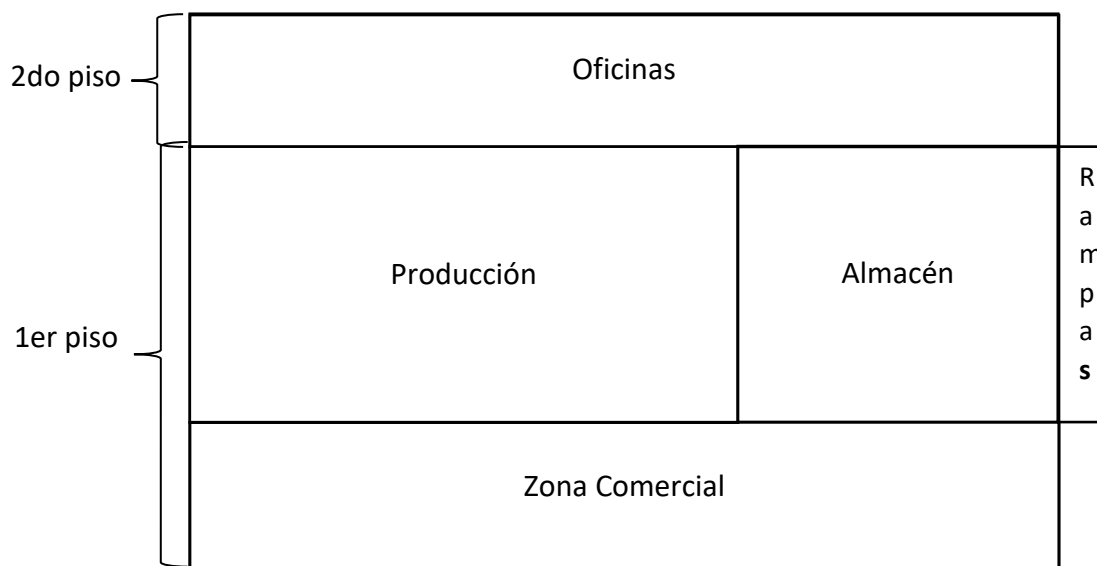 2do piso
Oficinas
1er piso
Producción
Almacén
R
a
m
p
a
s
Zona Comercial